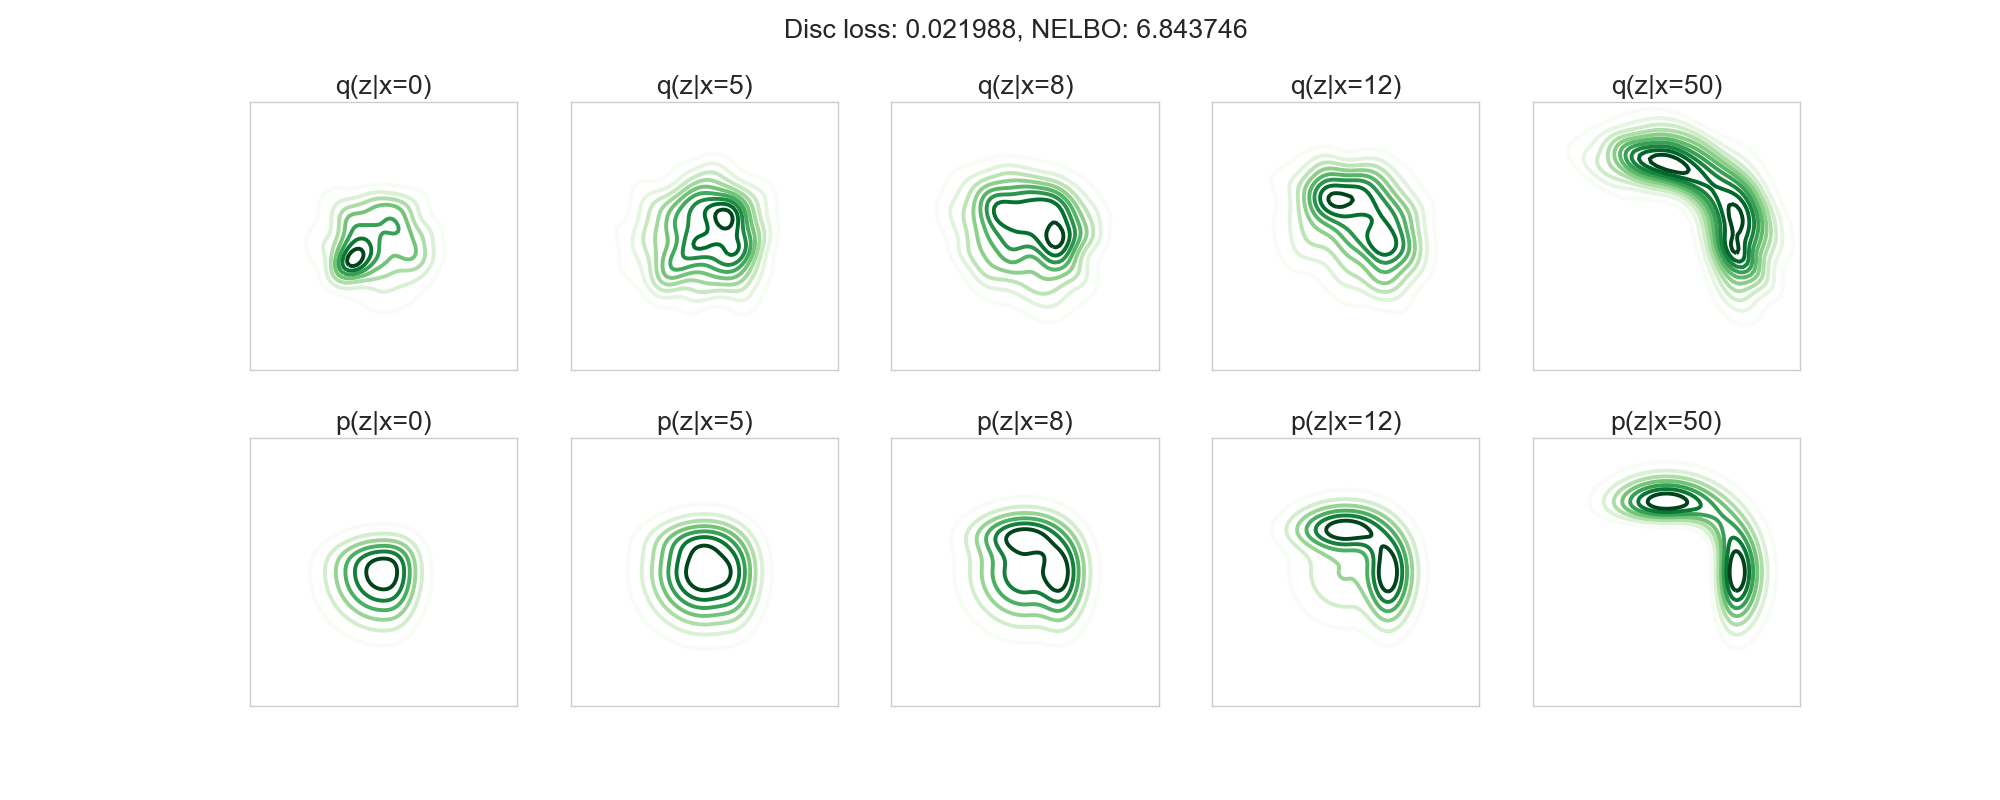 Disc loss: 0.021988, NELBO: 6.843746
q(z|x=0) q(z|x=5) q(z|x=8) q(z|x=12) q(z|x=50)
p(z|x=0) p(z|x=5) p(z|x=8) p(z|x=12) p(z|x=50)